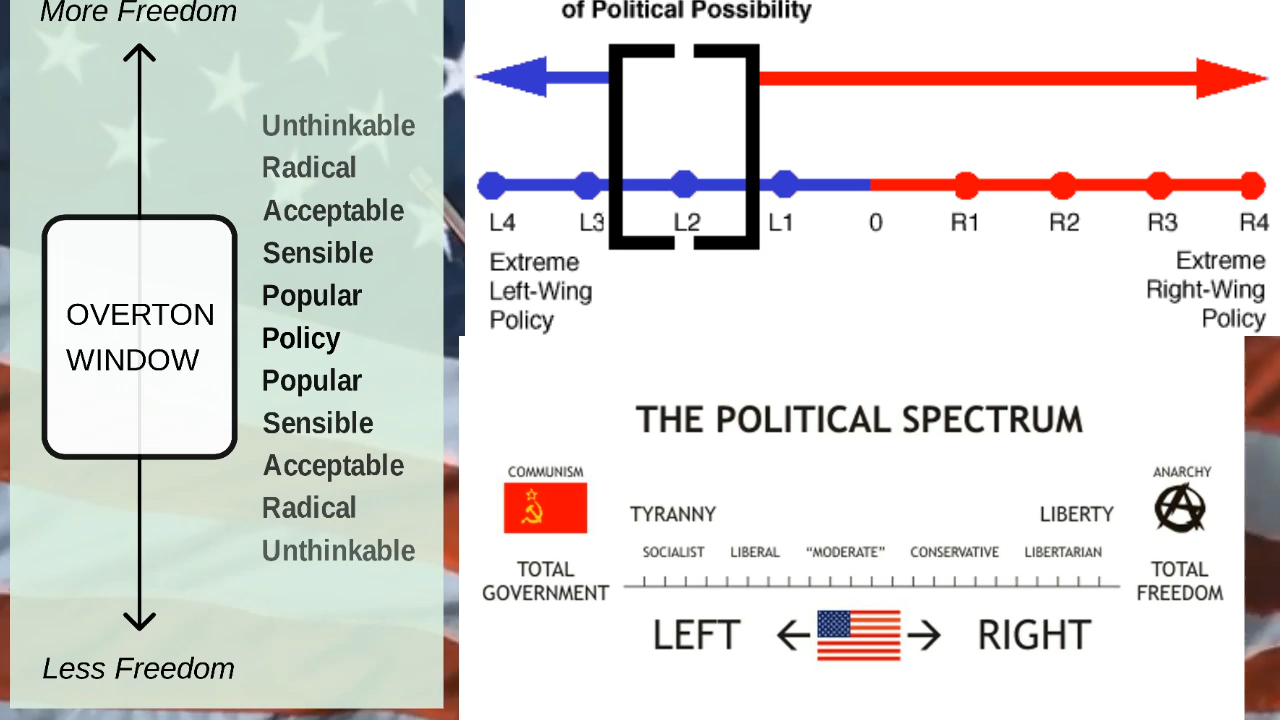 More Freedom
Unthinkable
Radical
Acceptable
Sensible
Popular
Policy
Popular
Sensible
Acceptable
Radical
Unthinkable
OVERTON
WINDOW
Less Freedom
of Political Possibility
L4 L3 L2 L1 0 R1 R2 R3 R4
Extreme
Left-Wing
Policy
Extreme
Right-Wing
Policy
THE POLITICAL SPECTRUM
COMMUNISM
ANARCHY
TYRANNY
LIBERTY
SOCIALIST LIBERAL “MODERATE” CONSERVATIVE LIBERTARIAN
TOTAL
GOVERNMENT
TOTAL
FREEDOM
LEFT
RIGHT